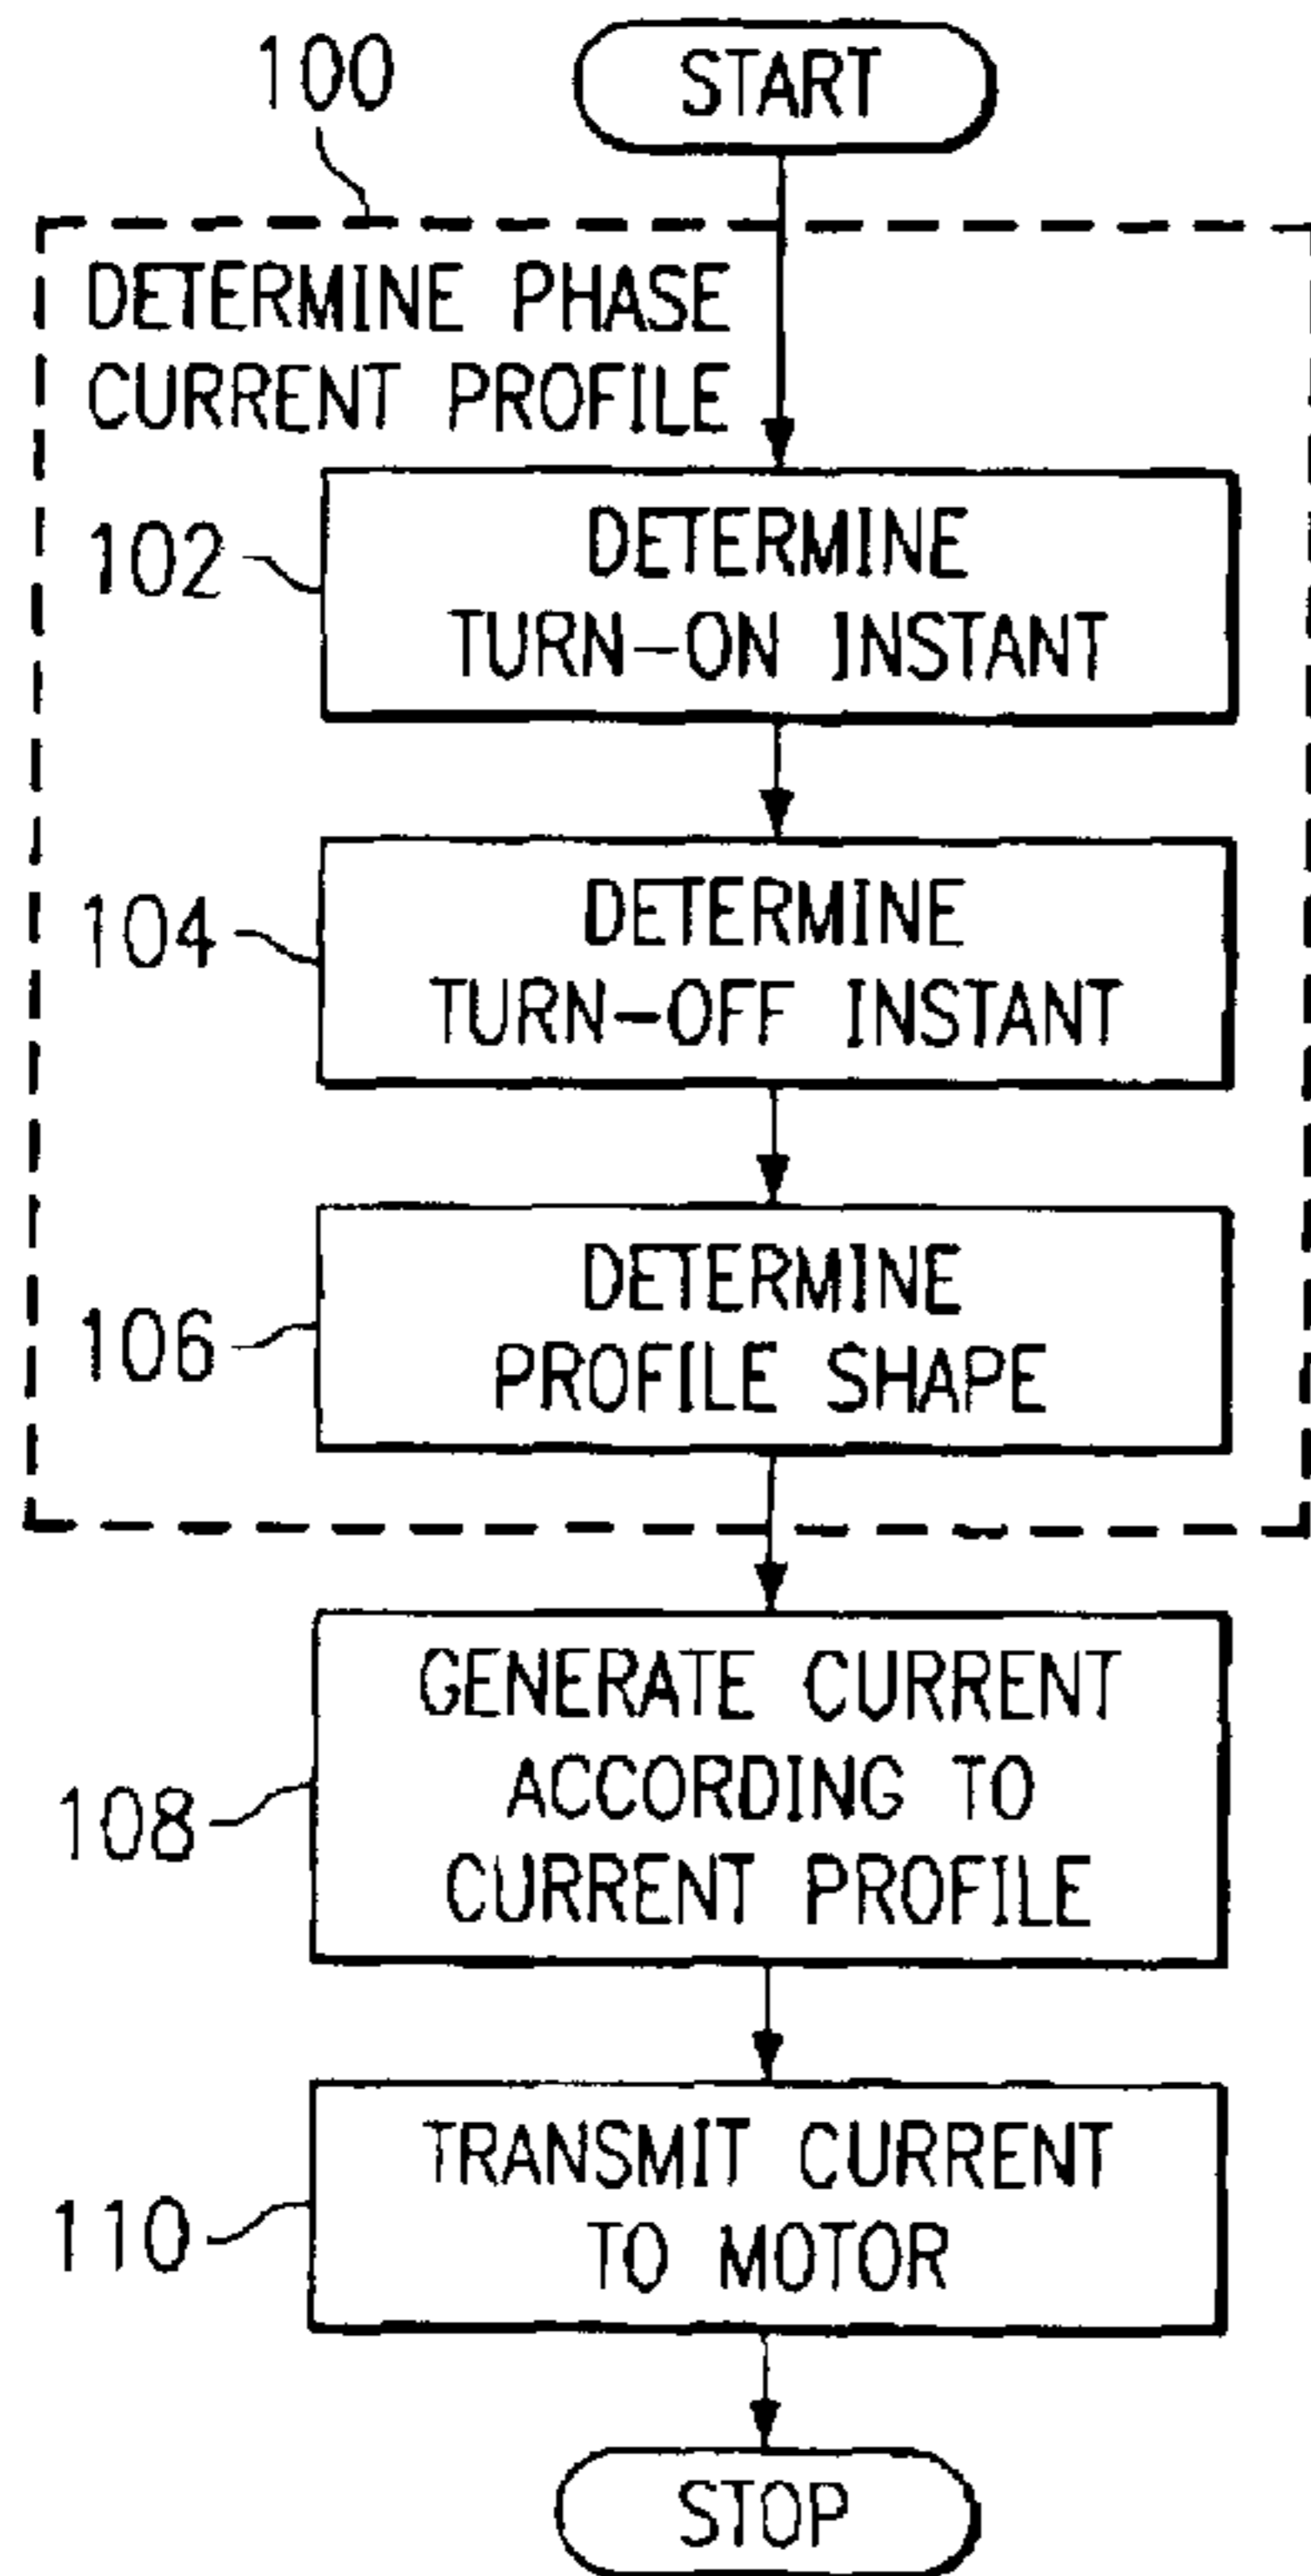 START
100
DETERMINE PHASE
CURRENT PROFILE
102
DETERMINE
TURN-ON INSTANT
104
DETERMINE
TURN-OFF INSTANT
106
DETERMINE
PROFILE SHAPE
108
GENERATE CURRENT
ACCORDING TO
CURRENT PROFILE
110
TRANSMIT CURRENT
TO MOTOR
STOP